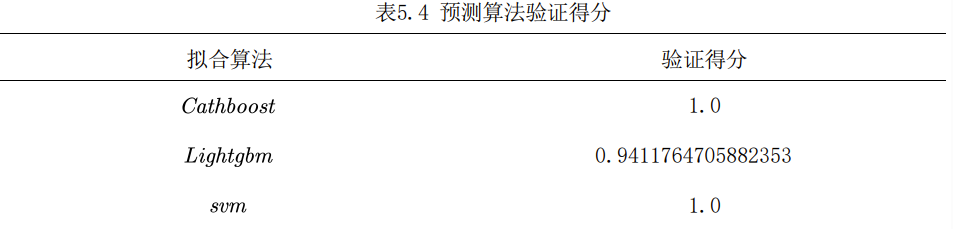 表5.4 预测算法验证得分
拟合算法 验证得分
Cathboost 1.0
Lightgbm 0.9411764705882353
svm 1.0